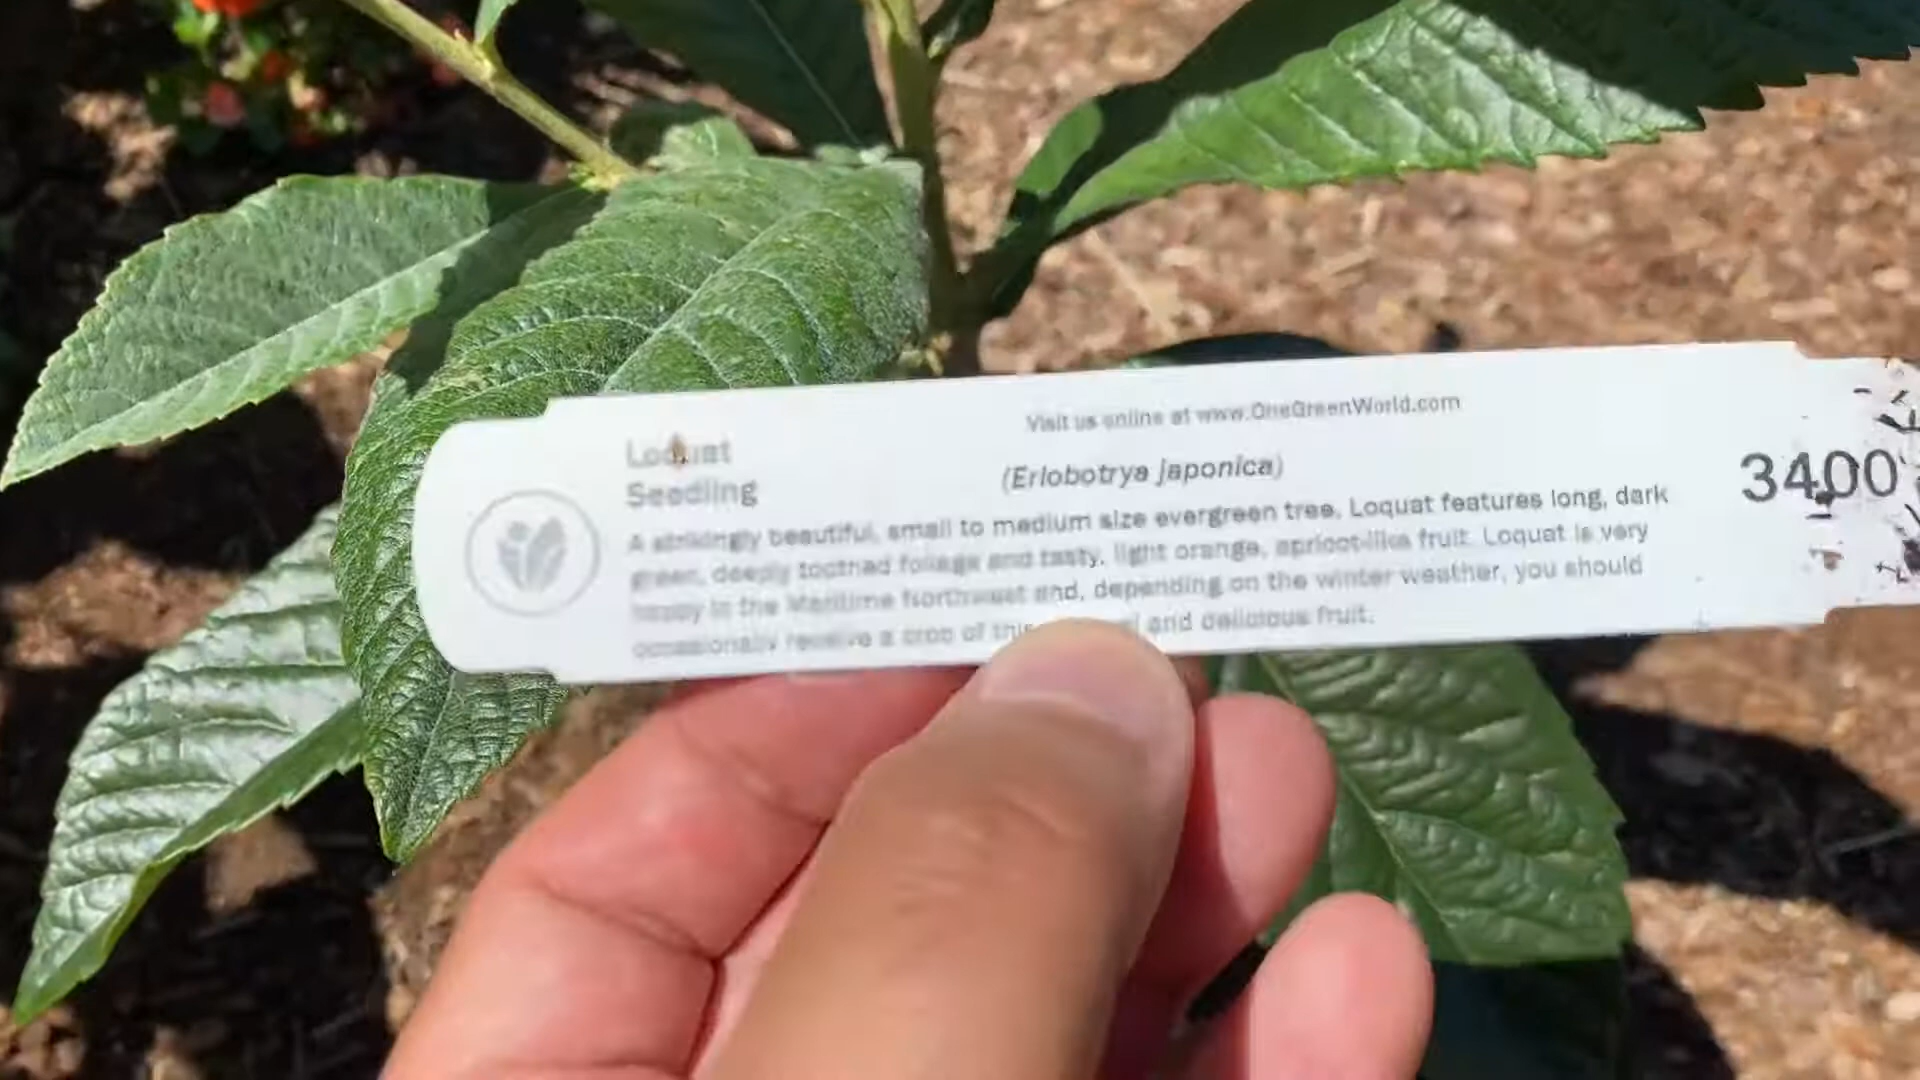 Visit us online at www.OneGreenWorld.com
Loquat
Seedling
(Eriobotrya japonica)
3400
A strikingly beautiful, small to medium size evergreen tree. Loquat features long, dark
green, deeply toothed foliage and tasty, light orange, apricot-like fruit. Loquat is very
happy in the Maritime Northwest and, depending on the winter weather, you should
occasionally receive a crop of this and delicious fruit.